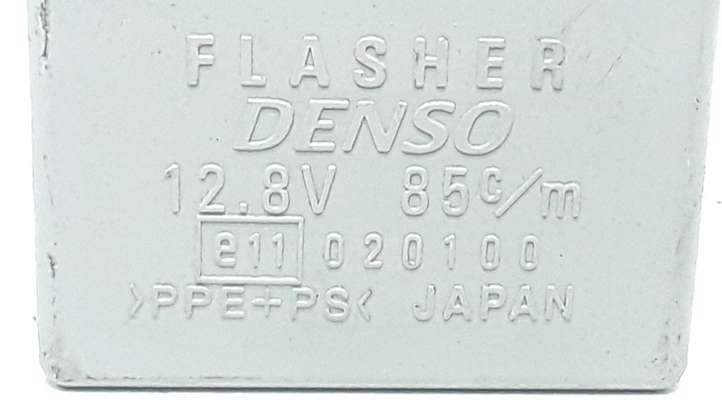 FLASHER
DENSO
12.8V 85c/m
e11 020100
>PPE+PS< JAPAN